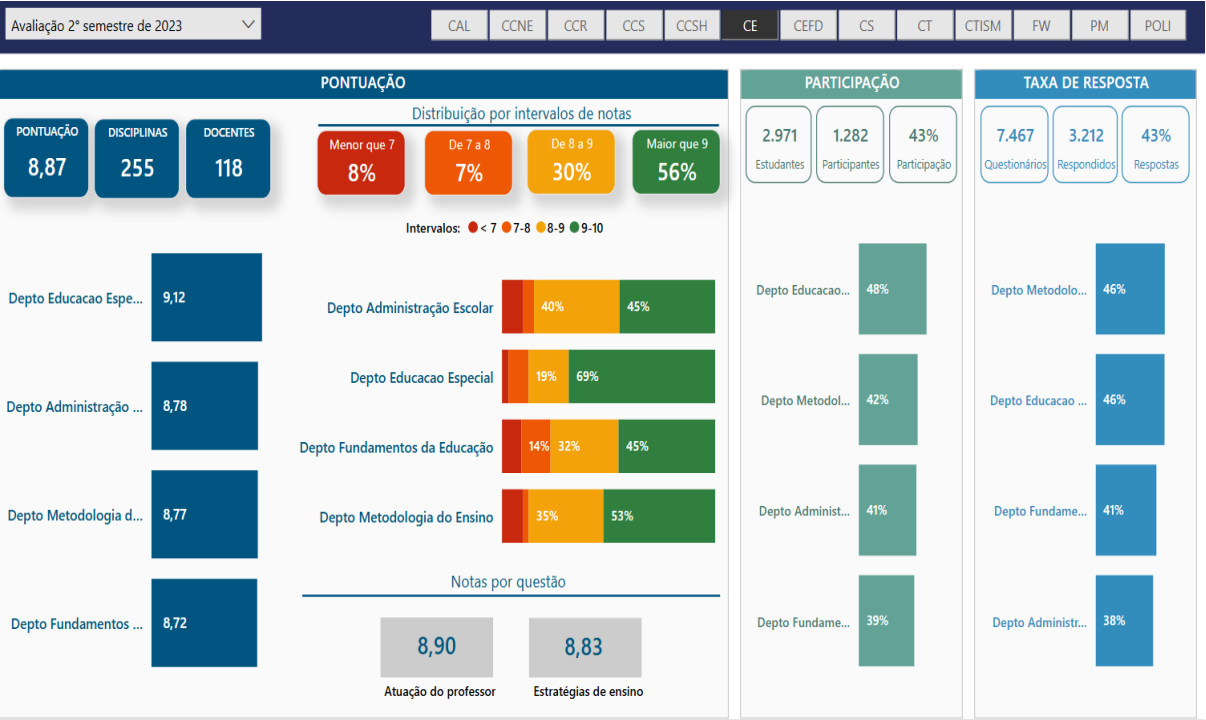 Avaliação 2° semestre de 2023
CAL CCNE CCR CCS CCSH CE CEFD CS CT CTISM FW PM POLI
PONTUAÇÃO
PONTUAÇÃO
8,87
DISCIPLINAS
255
DOCENTES
118
Distribuição por intervalos de notas
Menor que 7
8%
De 7 a 8
7%
De 8 a 9
30%
Maior que 9
56%
Intervalos: < 7 7-8 8-9 9-10
Depto Educacao Espe... 9,12
Depto Administração ... 8,78
Depto Metodologia d... 8,77
Depto Fundamentos ... 8,72
Depto Administração Escolar 40% 45%
Depto Educacao Especial 19% 69%
Depto Fundamentos da Educação 14% 32% 45%
Depto Metodologia do Ensino 35% 53%
Notas por questão
8,90
Atuação do professor
8,83
Estratégias de ensino
PARTICIPAÇÃO
2.971
Estudantes
1.282
Participantes
43%
Participação
Depto Educacao... 48%
Depto Metodol... 42%
Depto Administ... 41%
Depto Fundame... 39%
TAXA DE RESPOSTA
7.467
Questionários
3.212
Respondidos
43%
Respostas
Depto Metodolo... 46%
Depto Educacao ... 46%
Depto Fundame... 41%
Depto Administr... 38%